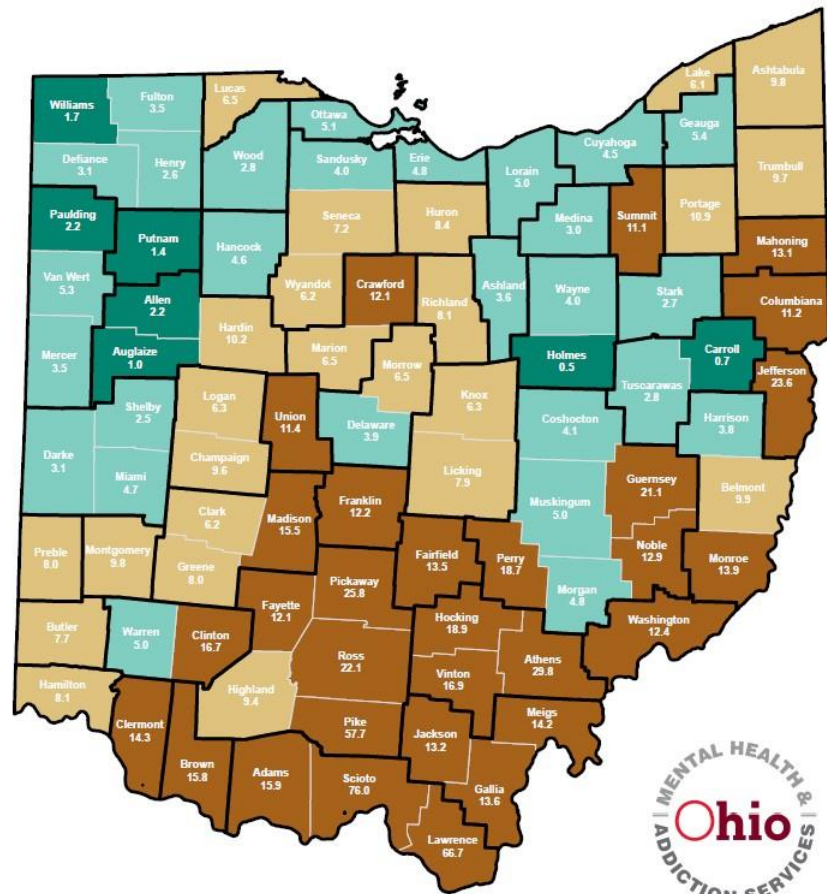 Williams
1.7
Fulton
3.5
Lucas
6.5
Ottawa
5.1
Lake
6.1
Ashtabula
9.8
Geauga
5.4
Cuyahoga
4.5
Defiance
3.1
Henry
2.6
Wood
2.8
Sandusky
4.0
Erie
4.8
Lorain
5.0
Trumbull
9.7
Paulding
2.2
Putnam
1.4
Hancock
4.6
Seneca
7.2
Huron
8.4
Medina
3.0
Summit
11.1
Portage
10.9
Mahoning
13.1
Van Wert
5.3
Allen
2.2
Wyandot
6.2
Crawford
12.1
Richland
8.1
Ashland
3.6
Wayne
4.0
Stark
2.7
Columbiana
11.2
Mercer
3.5
Auglaize
1.0
Hardin
10.2
Marion
6.5
Morrow
6.5
Holmes
0.5
Carroll
0.7
Jefferson
23.6
Tuscarawas
2.8
Shelby
2.5
Logan
6.3
Union
11.4
Delaware
3.9
Knox
6.3
Coshocton
4.1
Harrison
3.8
Darke
3.1
Miami
4.7
Champaign
9.6
Licking
7.9
Guernsey
21.1
Belmont
9.9
Clark
6.2
Madison
15.5
Franklin
12.2
Muskingum
5.0
Preble
8.0
Montgomery
9.8
Greene
8.0
Pickaway
25.8
Fairfield
13.5
Perry
18.7
Noble
12.9
Monroe
13.9
Morgan
4.8
Fayette
12.1
Hocking
18.9
Washington
12.4
Butler
7.7
Warren
5.0
Clinton
16.7
Ross
22.1
Athens
29.8
Vinton
16.9
Hamilton
8.1
Highland
9.4
Pike
57.7
Meigs
14.2
Clermont
14.3
Jackson
13.2
Brown
15.8
Adams
15.9
Scioto
76.0
Gallia
13.6
Lawrence
66.7
MENTAL HEALTH &
Ohio
ADDICTION SERVICES